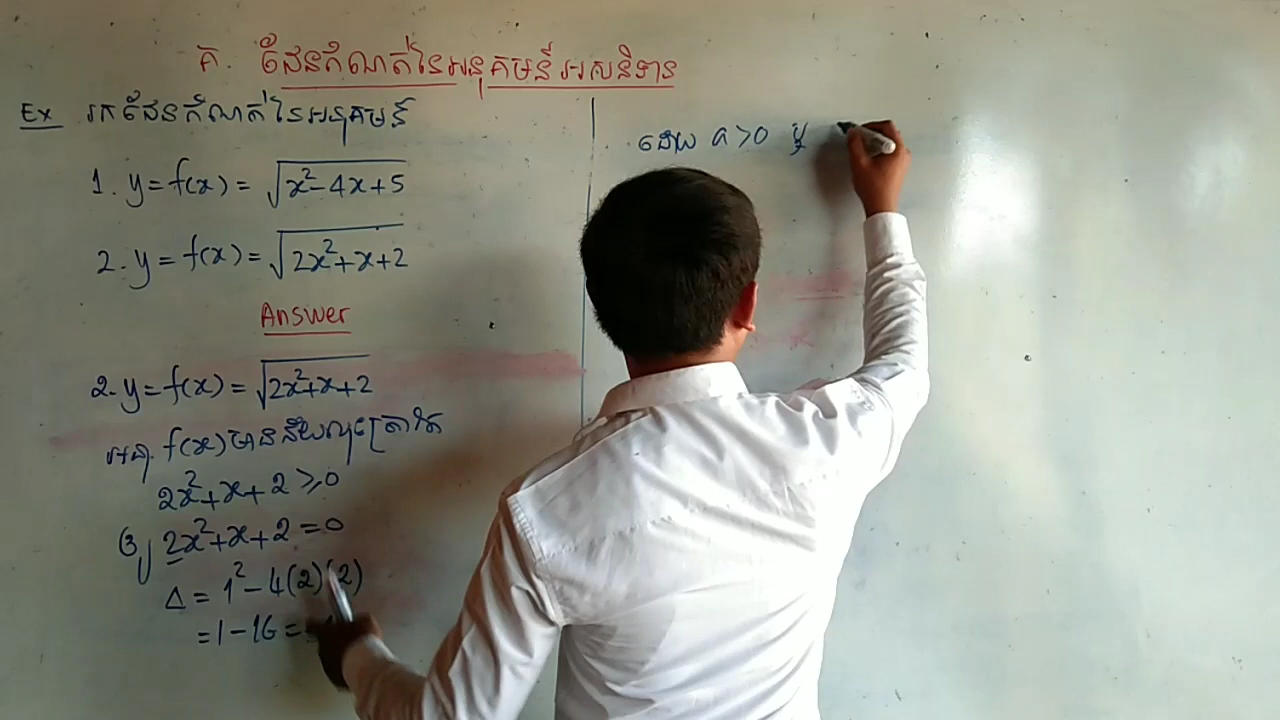 គ. ដែនកំណត់នៃអនុគមន៍អសនិទាន
Ex រកដែនកំណត់នៃអនុគមន៍
1. y = f(x) = √(x² - 4x + 5)
2. y = f(x) = √(2x² + x + 2)
Answer
2. y = f(x) = √(2x² + x + 2)
អនុ. f(x) មានន័យលុះត្រាតែ
2x² + x + 2 ≥ 0
បើ 2x² + x + 2 = 0
Δ = 1² - 4(2)(2)
= 1 - 16 =
ដោយ a > 0